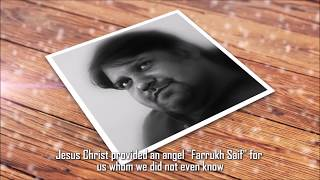 Jesus Christ provided an angel "Farrukh Saif" for
us whom we did not even know